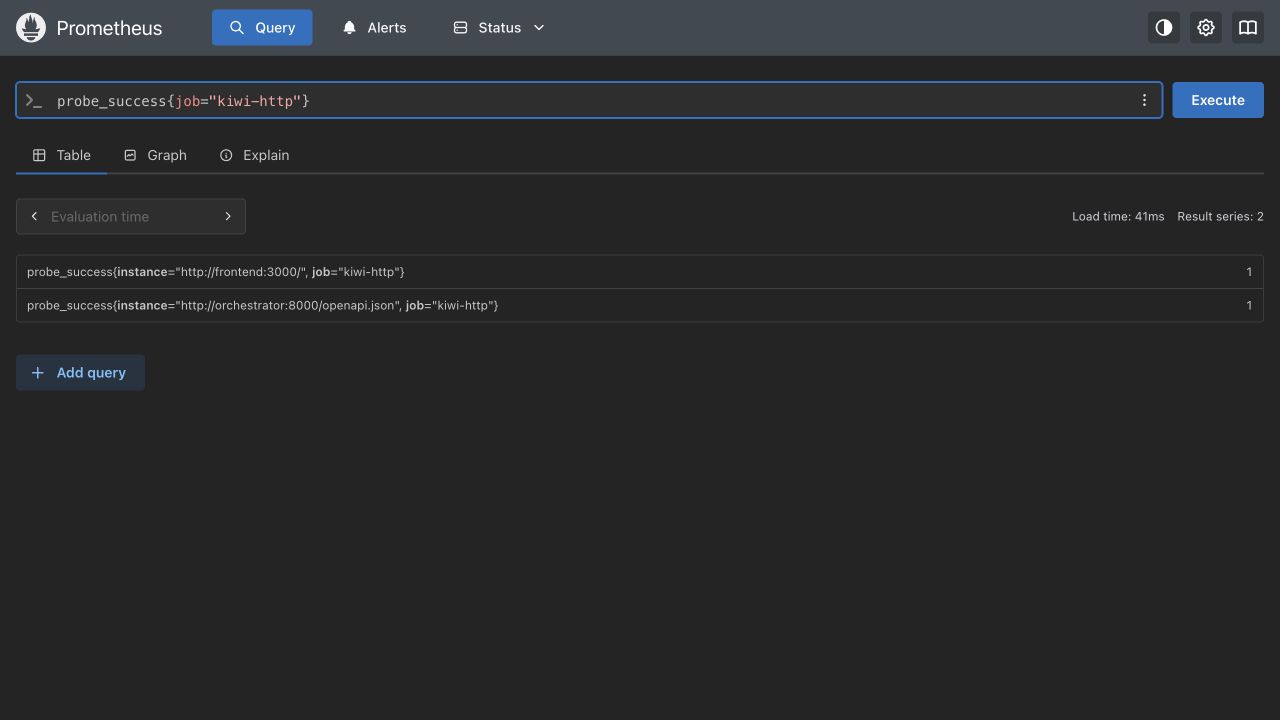 Prometheus Query Alerts Status
>_ probe_success{job="kiwi-http"} Execute
Table Graph Explain
Evaluation time Load time: 41ms Result series: 2
probe_success{instance="http://frontend:3000/", job="kiwi-http"} 1
probe_success{instance="http://orchestrator:8000/openapi.json", job="kiwi-http"} 1
Add query